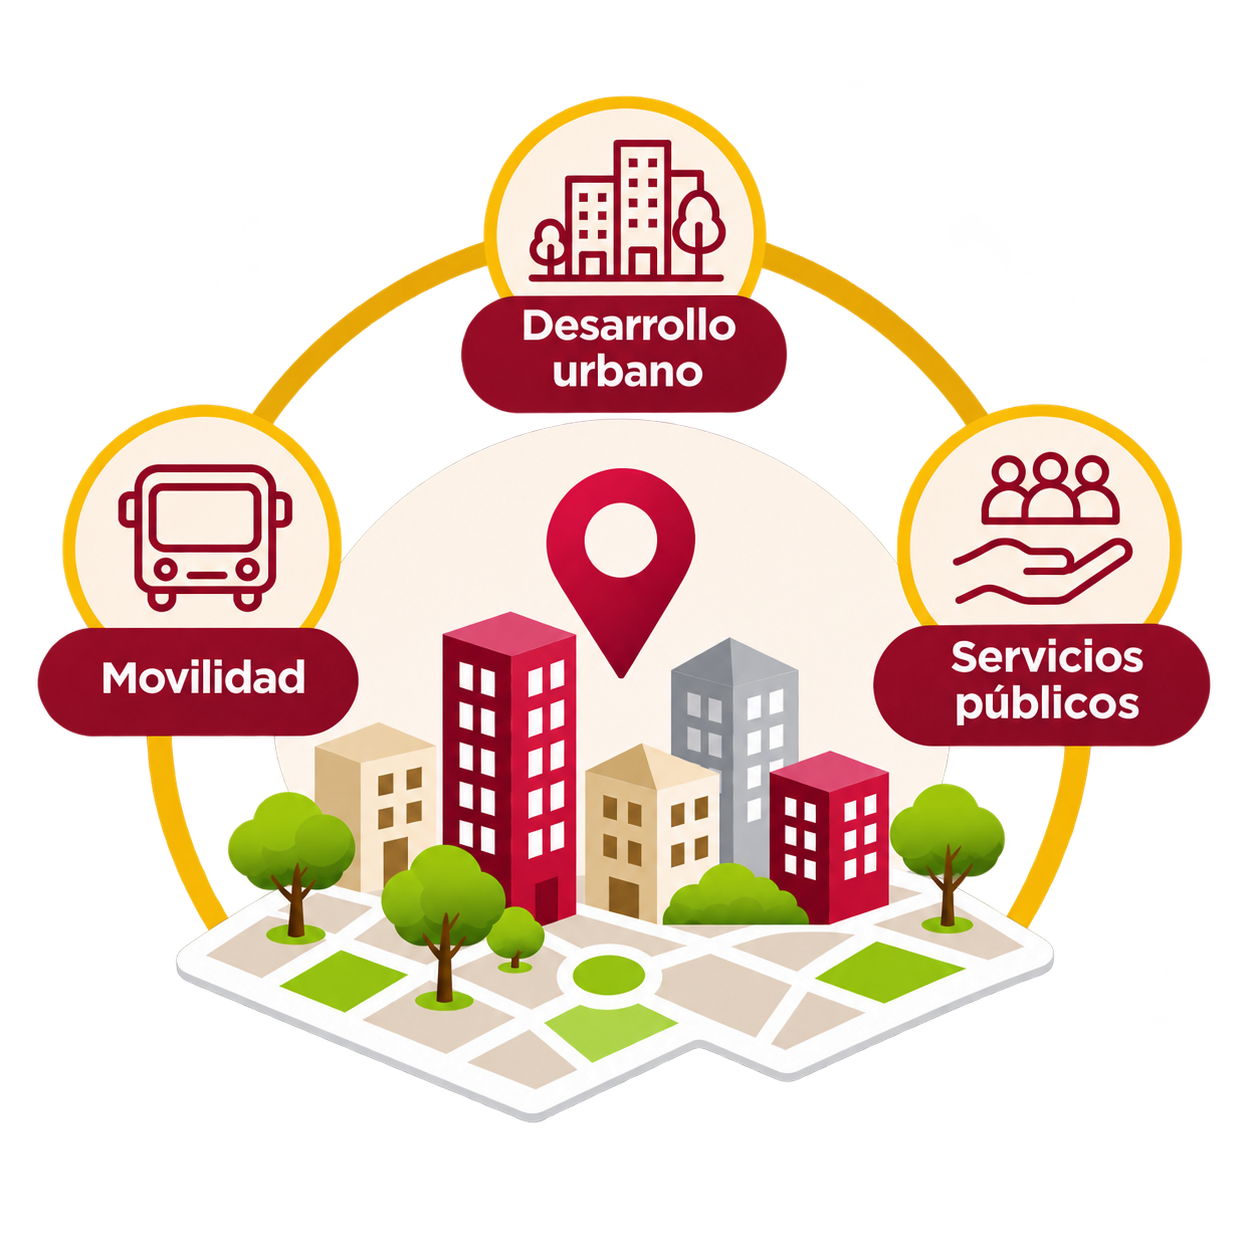 Desarrollo
urbano
Movilidad
Servicios
públicos